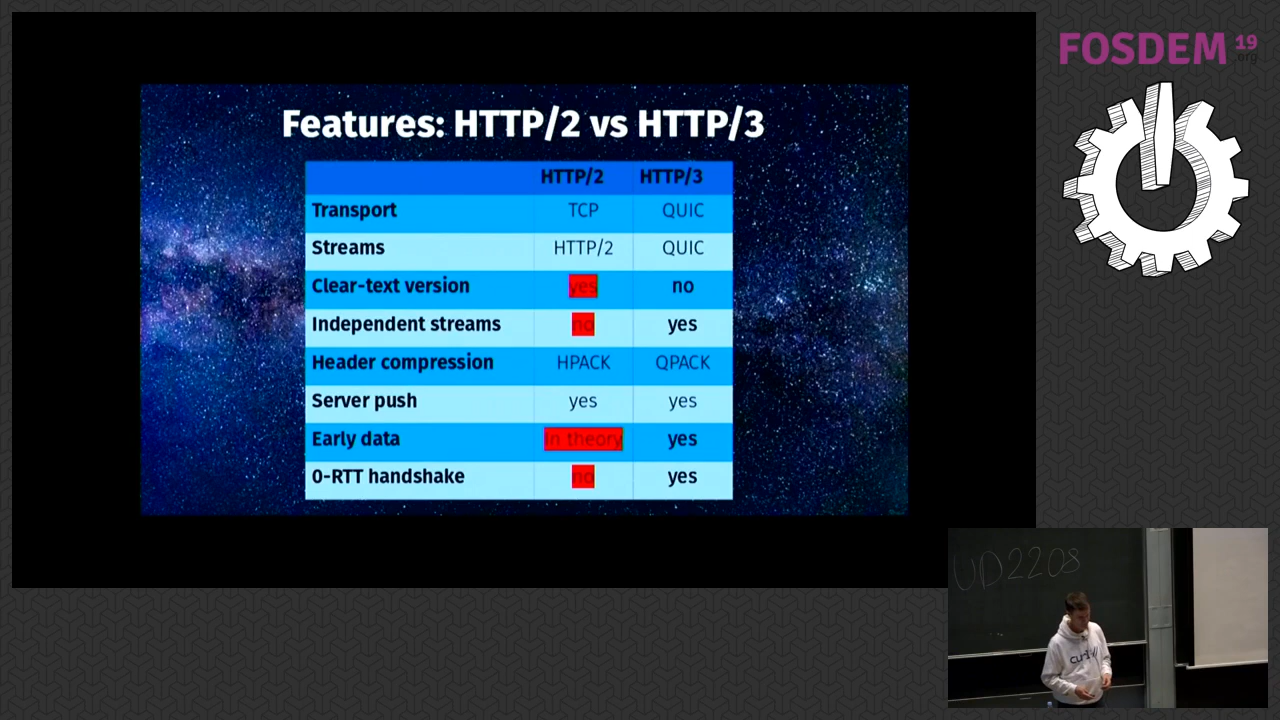 FOSDEM 19
.org
Features: HTTP/2 vs HTTP/3
HTTP/2 HTTP/3
Transport TCP QUIC
Streams HTTP/2 QUIC
Clear-text version yes no
Independent streams no yes
Header compression HPACK QPACK
Server push yes yes
Early data In theory yes
0-RTT handshake no yes
UD2208
curl://